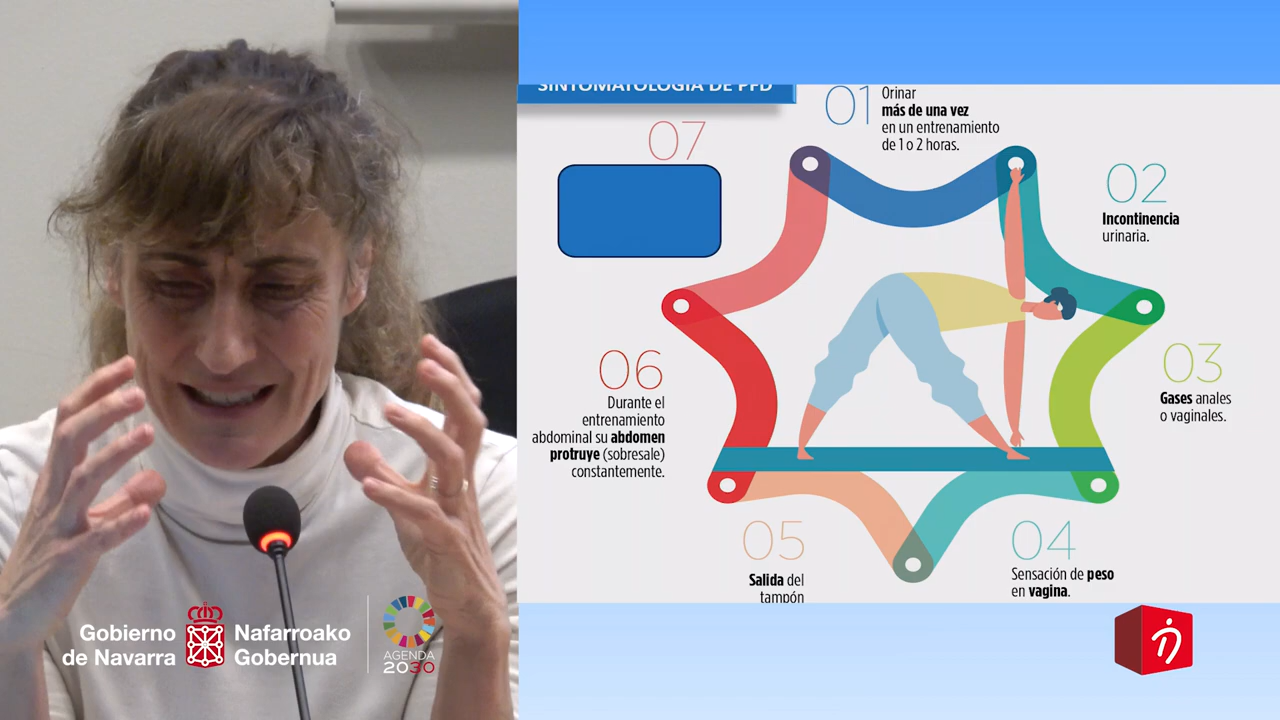 SINTOMATOLOGÍA DE PFD
01
Orinar
más de una vez
en un entrenamiento
de 1 o 2 horas.
02
Incontinencia
urinaria.
03
Gases anales
o vaginales.
04
Sensación de peso
en vagina.
05
Salida del
tampón
06
Durante el
entrenamiento
abdominal su abdomen
protruye (sobresale)
constantemente.
07
Gobierno
de Navarra
Nafarroako
Gobernua
AGENDA
2030